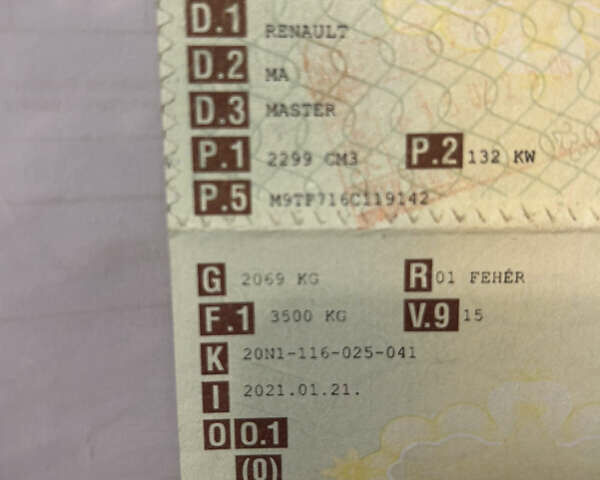 D.1 RENAULT
D.2 MA
D.3 MASTER
P.1 2299 CM3 P.2 132 KW
P.5 M9TF716C119142
G 2069 KG R 01 FEHÉR
F.1 3500 KG V.9 15
K 20N1-116-025-041
I 2021.01.21.
O O.1
(O)